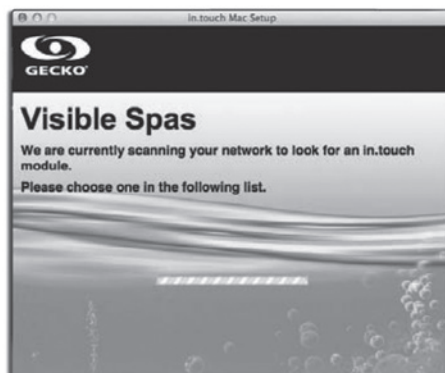 in.touch Mac Setup
GECKO
Visible Spas
We are currently scanning your network to look for an in.touch
module.
Please choose one in the following list.